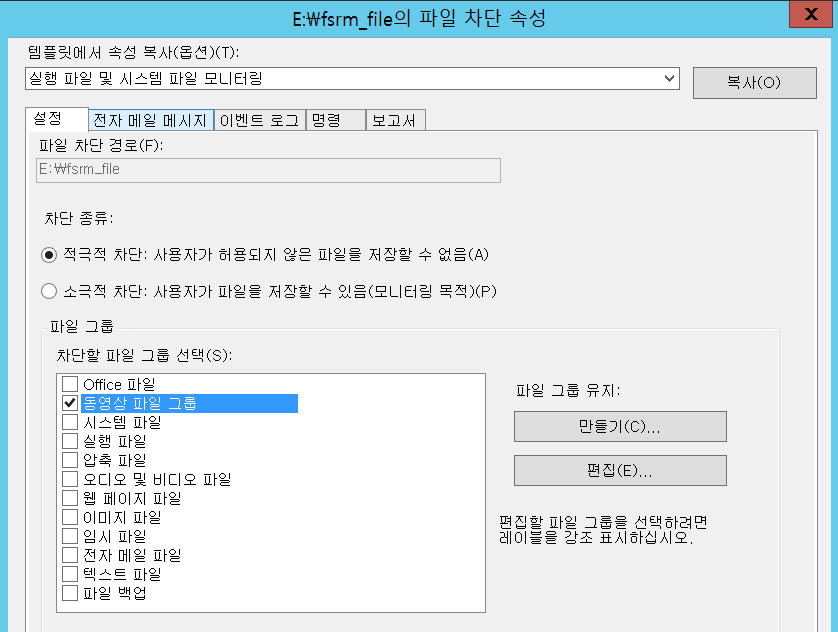 E:\fsrm_file의 파일 차단 속성
X
템플릿에서 속성 복사(옵션)(T):
실행 파일 및 시스템 파일 모니터링
복사(O)
설정 전자 메일 메시지 이벤트 로그 명령 보고서
파일 차단 경로(F):
E:\fsrm_file
차단 종류:
적극적 차단: 사용자가 허용되지 않은 파일을 저장할 수 없음(A)
소극적 차단: 사용자가 파일을 저장할 수 있음(모니터링 목적)(P)
파일 그룹
차단할 파일 그룹 선택(S):
Office 파일
동영상 파일 그룹
시스템 파일
실행 파일
압축 파일
오디오 및 비디오 파일
웹 페이지 파일
이미지 파일
임시 파일
전자 메일 파일
텍스트 파일
파일 백업
파일 그룹 유지:
만들기(C)...
편집(E)...
편집할 파일 그룹을 선택하려면
레이블을 강조 표시하십시오.